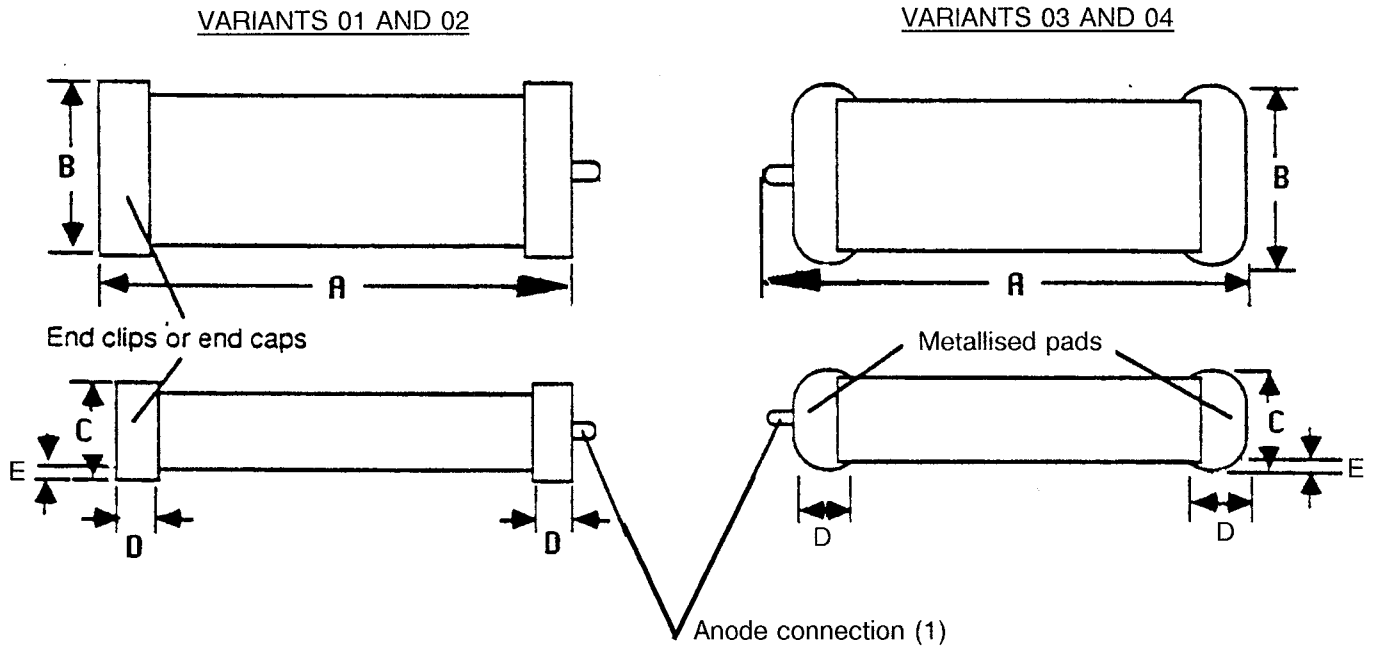 VARIANTS 01 AND 02
VARIANTS 03 AND 04
B
A
B
A
End clips or end caps
Metallised pads
C
E
D
D
C
E
D
D
Anode connection (1)